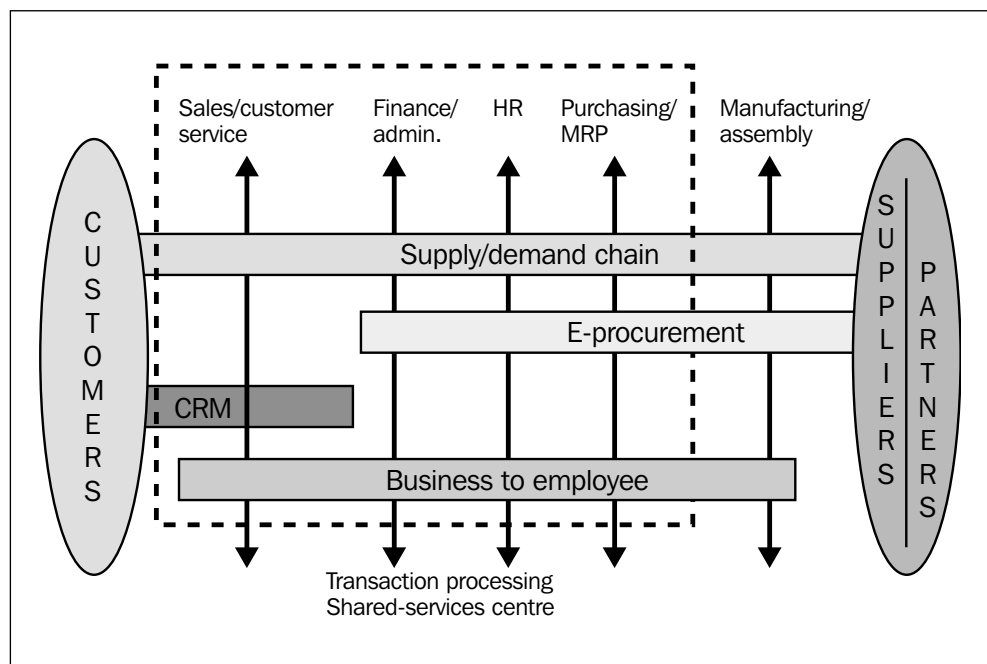 Sales/customer
service
Finance/
admin.
HR
Purchasing/
MRP
Manufacturing/
assembly
CUSTOMERS
Supply/demand chain
E-procurement
CRM
Business to employee
SUPPLIERS
PARTNERS
Transaction processing
Shared-services centre